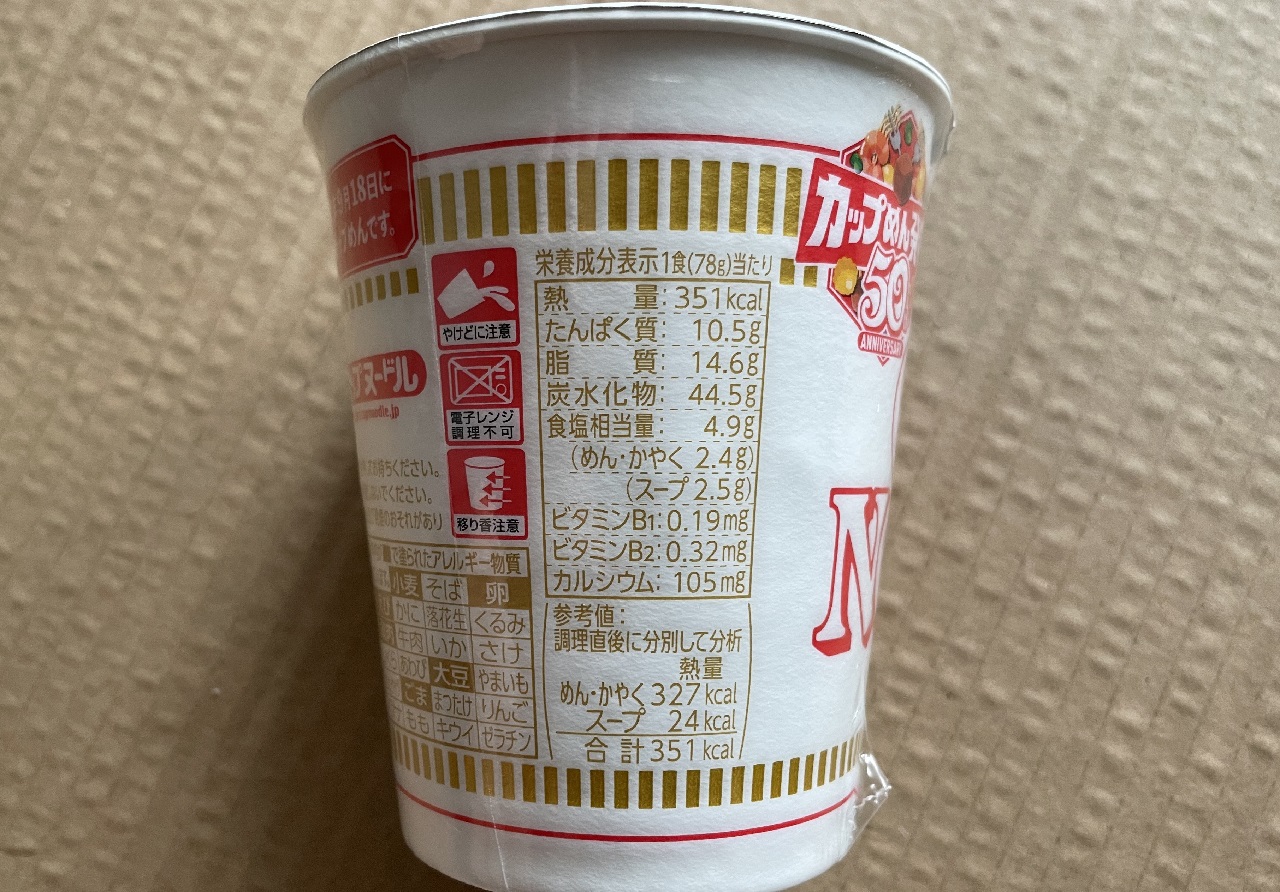 月18日に
めんです。
ヌードル
やけどに注意
電子レンジ
調理不可
移り香注意
お待ちください。
でください。
のおそれがあり
で塗られたアレルギー物質
小麦 そば 卵
かに 落花生 くるみ
牛肉 いか さけ
あわび 大豆 やまいも
ごま まつたけ りんご
もも キウイ ゼラチン
栄養成分表示1食(78g)当たり
熱量: 351kcal
たんぱく質: 10.5g
脂質: 14.6g
炭水化物: 44.5g
食塩相当量: 4.9g
(めん・かやく 2.4g)
(スープ 2.5g)
ビタミンB1: 0.19mg
ビタミンB2: 0.32mg
カルシウム: 105mg
参考値:
調理直後に分別して分析
熱量
めん・かやく 327kcal
スープ 24kcal
合計 351kcal
カップめん
50
ANNIVERSARY
N